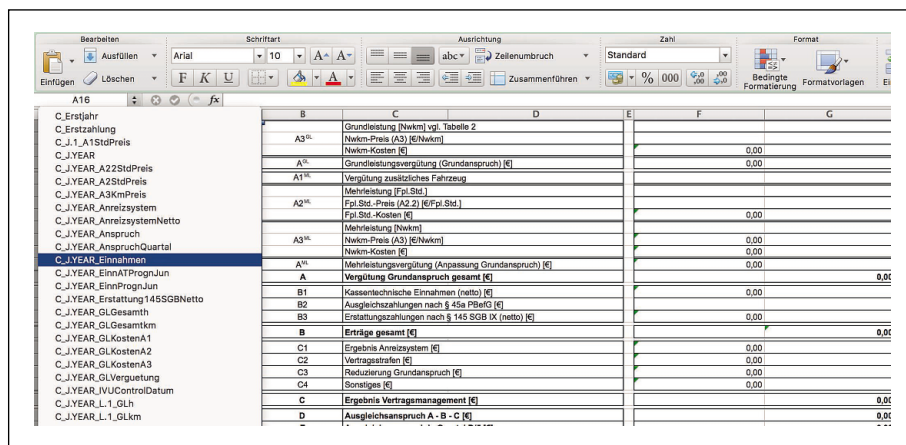 Bearbeiten Schriftart Ausrichtung Zahl Format
Ausfüllen Arial 10 A A abc Zeilenumbruch Standard
Einfügen Löschen F K U A Zusammenführen % 000 Bedingte Formatierung Formatvorlagen
A16 fx
B C D E F G
C_Erstjahr
C_Erstzahlung
C_J.1_A1StdPreis
C_J.YEAR
C_J.YEAR_A22StdPreis
C_J.YEAR_A2StdPreis
C_J.YEAR_A3KmPreis
C_J.YEAR_Anreizsystem
C_J.YEAR_AnreizsystemNetto
C_J.YEAR_Anspruch
C_J.YEAR_AnspruchQuartal
C_J.YEAR_Einnahmen
C_J.YEAR_EinnATPrognJun
C_J.YEAR_EinnPrognJun
C_J.YEAR_Erstattung145SGBNetto
C_J.YEAR_GLGesamth
C_J.YEAR_GLGesamtkm
C_J.YEAR_GLKostenA1
C_J.YEAR_GLKostenA2
C_J.YEAR_GLKostenA3
C_J.YEAR_GLVerguetung
C_J.YEAR_IVUControlDatum
C_J.YEAR_L.1_GLh
C_J.YEAR_L.1_GLkm
Grundleistung [Nwkm] vgl. Tabelle 2
A3GL Nwkm-Preis (A3) [€/Nwkm]
Nwkm-Kosten [€] 0,00
AGL Grundleistungsvergütung (Grundanspruch) [€] 0,00
A1ML Vergütung zusätzliches Fahrzeug
Mehrleistung [Fpl.Std.]
A2ML Fpl.Std.-Preis (A2.2) [€/Fpl.Std.]
Fpl.Std.-Kosten [€] 0,00
Mehrleistung [Nwkm]
A3ML Nwkm-Preis (A3) [€/Nwkm] 0,00
Nwkm-Kosten [€] 0,00
AML Mehrleistungsvergütung (Anpassung Grundanspruch) [€] 0,00
A Vergütung Grundanspruch gesamt [€] 0,00
B1 Kassentechnische Einnahmen (netto) [€] 0,00
B2 Ausgleichszahlungen nach § 45a PBefG [€]
B3 Erstattungszahlungen nach § 145 SGB IX (netto) [€] 0,00
B Erträge gesamt [€] 0,00
C1 Ergebnis Anreizsystem [€] 0,00
C2 Vertragsstrafen [€] 0,00
C3 Reduzierung Grundanspruch [€] 0,00
C4 Sonstiges [€] 0,00
C Ergebnis Vertragsmanagement [€] 0,00
D Ausgleichsanspruch A - B - C [€] 0,00